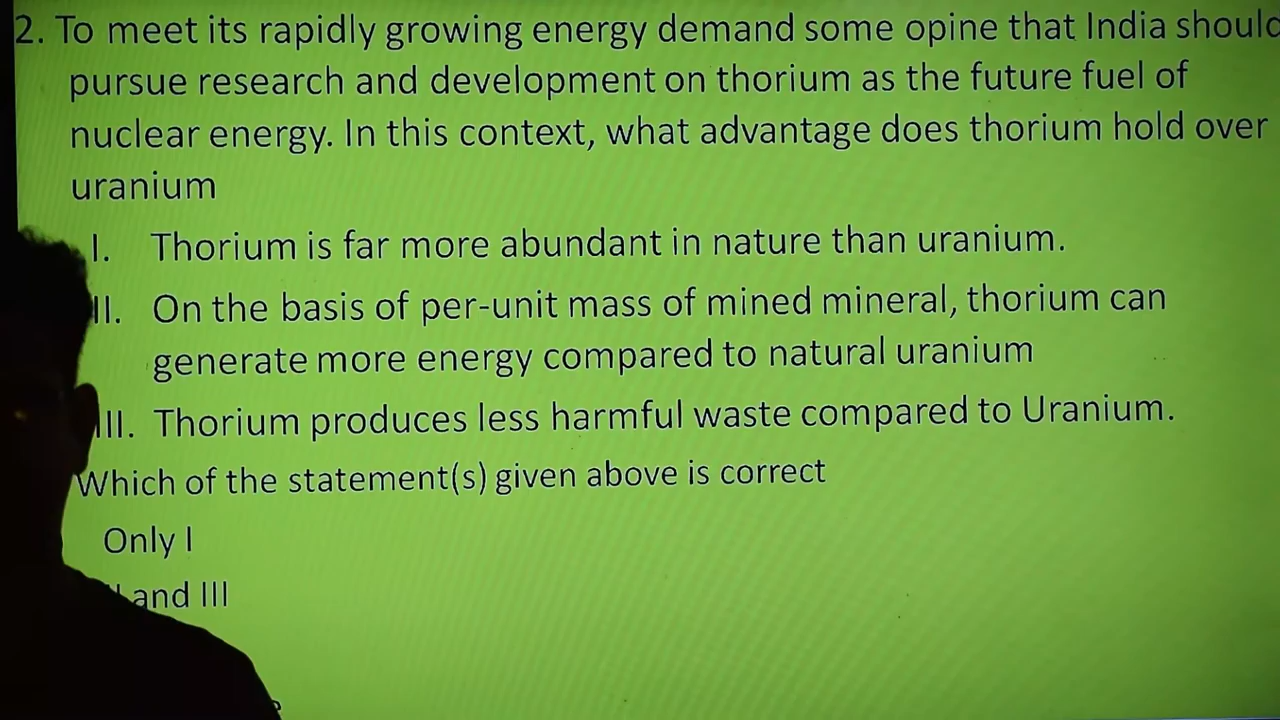 2. To meet its rapidly growing energy demand some opine that India should
pursue research and development on thorium as the future fuel of
nuclear energy. In this context, what advantage does thorium hold over
uranium
I. Thorium is far more abundant in nature than uranium.
II. On the basis of per-unit mass of mined mineral, thorium can
generate more energy compared to natural uranium
III. Thorium produces less harmful waste compared to Uranium.
Which of the statement(s) given above is correct
Only I
and III